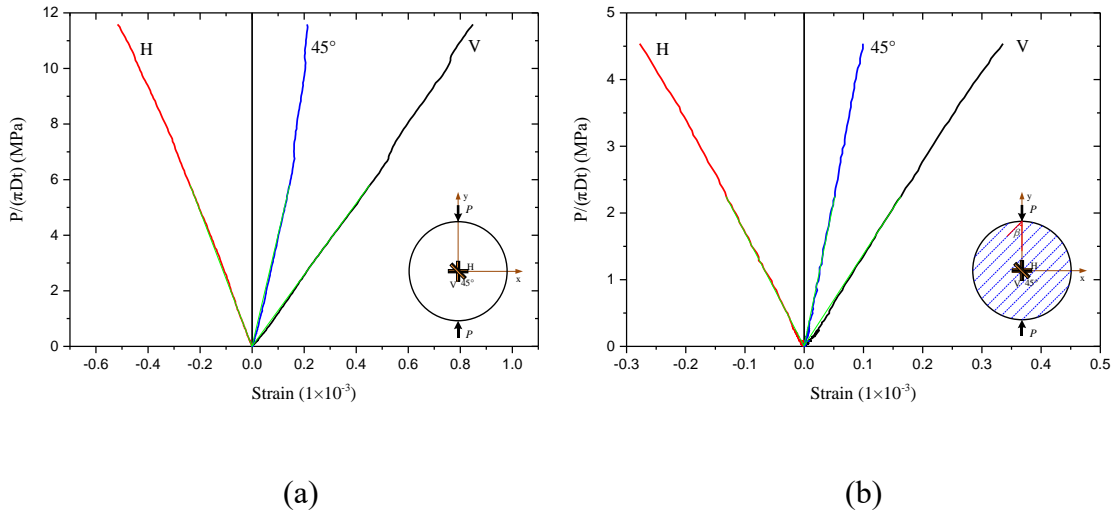 12
10
8
6
4
2
0
P/(πDt) (MPa)
H
45°
V
y
P
H
V
45°
x
P
-0.6
-0.4
-0.2
0.0
0.2
0.4
0.6
0.8
1.0
Strain (1×10⁻³)
(a)
5
4
3
2
1
0
P/(πDt) (MPa)
H
45°
V
y
P
β
H
V
45°
x
P
-0.3
-0.2
-0.1
0.0
0.1
0.2
0.3
0.4
0.5
Strain (1×10⁻³)
(b)